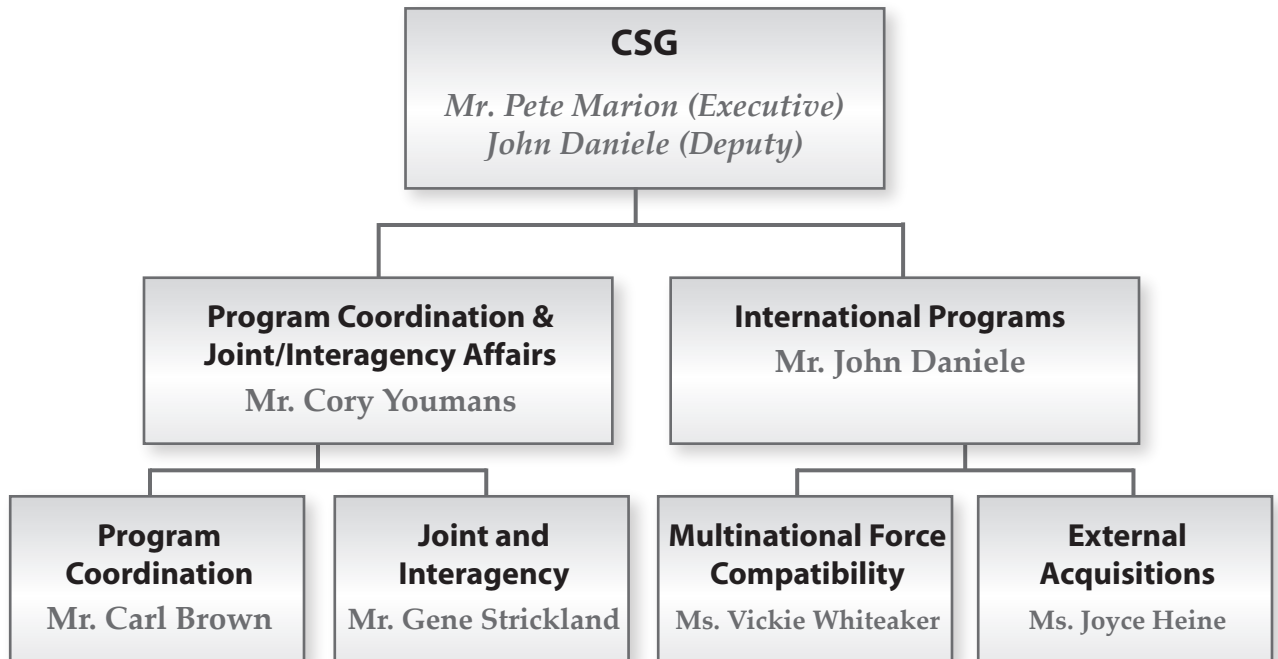 CSG
Mr. Pete Marion (Executive)
John Daniele (Deputy)
Program Coordination &
Joint/Interagency Affairs
Mr. Cory Youmans
International Programs
Mr. John Daniele
Program
Coordination
Mr. Carl Brown
Joint and
Interagency
Mr. Gene Strickland
Multinational Force
Compatibility
Ms. Vickie Whiteaker
External
Acquisitions
Ms. Joyce Heine